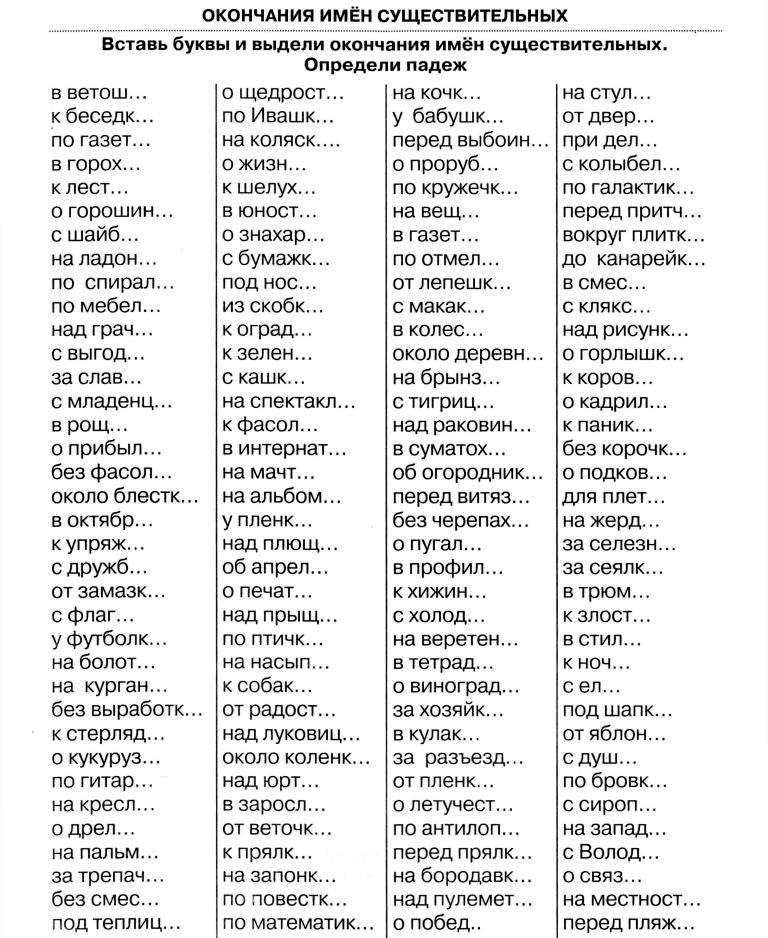 ОКОНЧАНИЯ ИМЁН СУЩЕСТВИТЕЛЬНЫХ
Вставь буквы и выдели окончания имён существительных.
Определи падеж
в ветош...
к беседк...
по газет...
в горох...
к лест...
о горошин...
с шайб...
на ладон...
по спирал...
по мебел...
над грач...
с выгод...
за слав...
с младенц...
в рощ...
о прибыл...
без фасол...
около блестк...
в октябр...
к упряж...
с дружб...
от замазк...
с флаг...
у футболк...
на болот...
на курган...
без выработк...
к стерляд...
о кукуруз...
по гитар...
на кресл...
о дрел...
на пальм...
за трепач...
без смес...
под теплиц...
о щедрост...
по Ивашк...
на коляск....
о жизн...
к шелух...
в юност...
о знахар...
с бумажк...
под нос...
из скобк...
к оград...
к зелен...
с кашк...
на спектакл...
к фасол...
в интернат...
на мачт...
на альбом...
у пленк...
над плющ...
об апрел...
о печат...
над прыщ...
по птичк...
на насып...
к собак...
от радост...
над луковиц...
около коленк...
над юрт...
в заросл...
от веточк...
к прялк...
на запонк...
по повестк...
по математик...
на кочк...
у бабушк...
перед выбоин...
о проруб...
по кружечк...
на вещ...
в газет...
по отмел...
от лепешк...
с макак...
в колес...
около деревн...
на брынз...
с тигриц...
над раковин...
в суматох...
об огородник...
перед витяз...
без черепах...
о пугал...
в профил...
к хижин...
с холод...
на веретен...
в тетрад...
о виноград...
за хозяйк...
в кулак...
за разъезд...
от пленк...
о летучест...
по антилоп...
перед прялк...
на бородавк...
над пулемет...
о побед..
на стул...
от двер...
при дел...
с колыбел...
по галактик...
перед притч...
вокруг плитк...
до канарейк...
в смес...
с клякс...
над рисунк...
о горлышк...
к коров...
о кадрил...
к паник...
без корочк...
о подков...
для плет...
на жерд...
за селезн...
за сеялк...
в трюм...
к злост...
в стил...
к ноч...
с ел...
под шапк...
от яблон...
с душ...
по бровк...
с сироп...
на запад...
с Волод...
о связ...
на местност...
перед пляж...